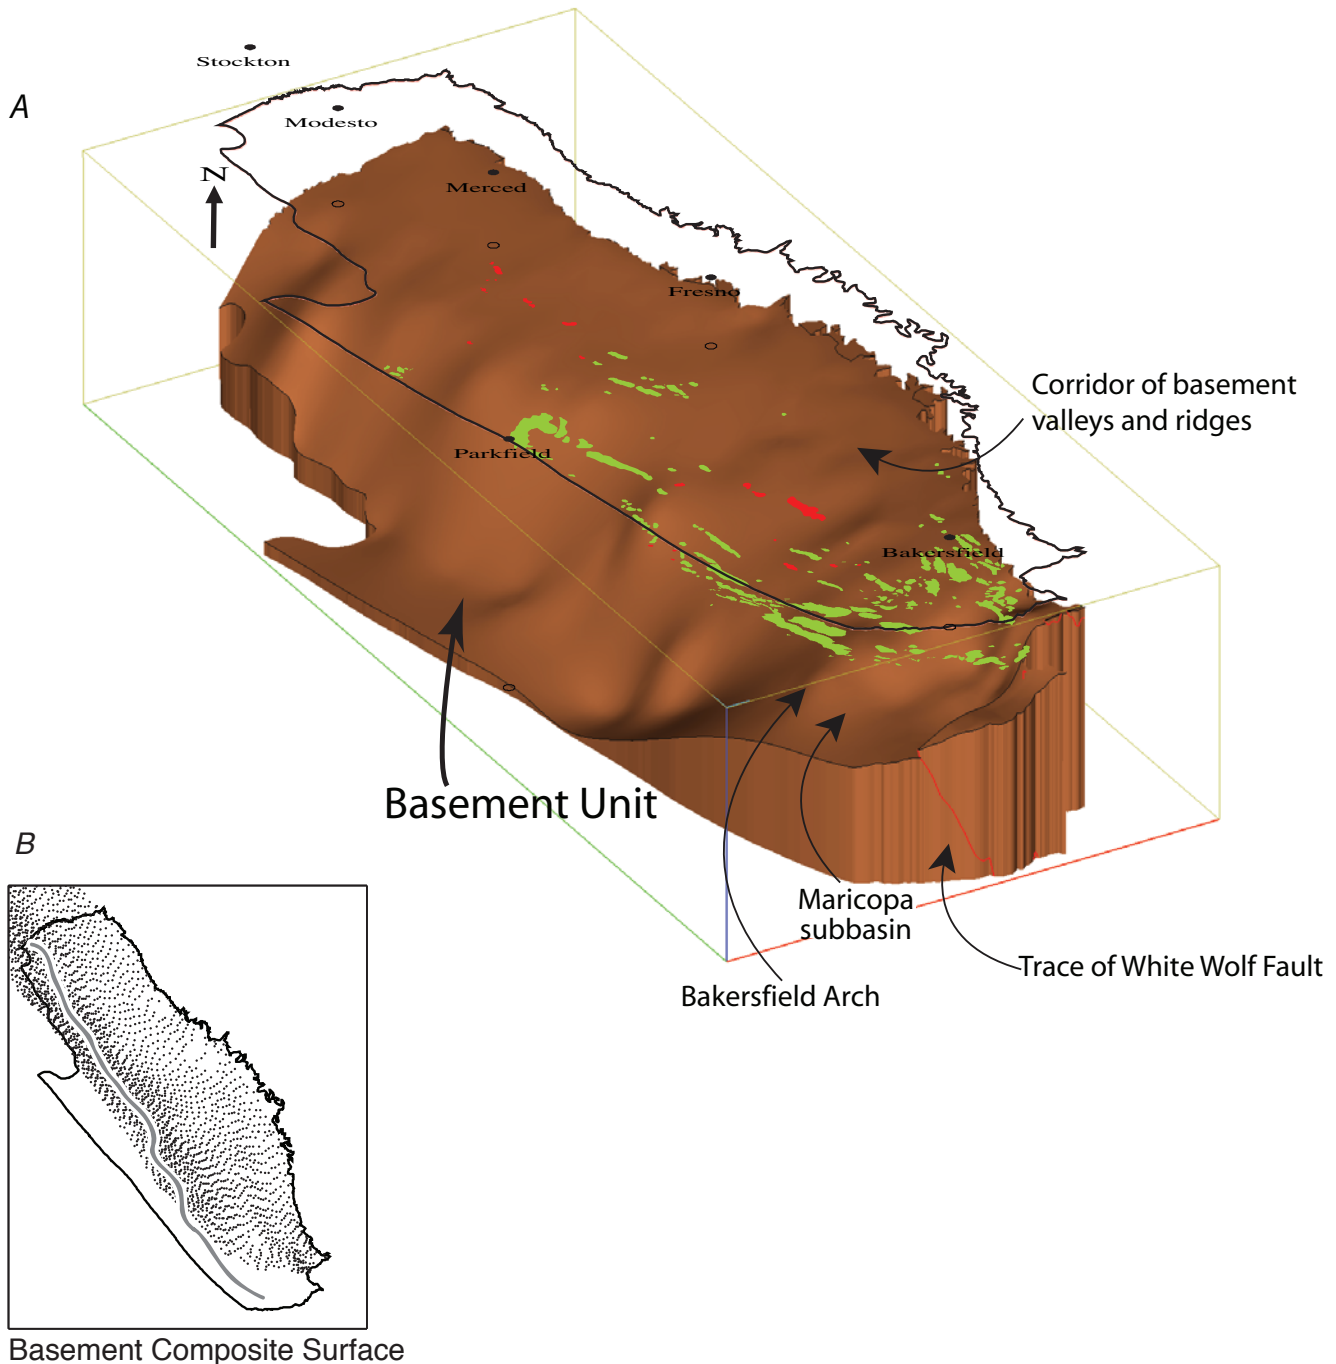 Stockton
A
Modesto
N
Merced
Fresno
Corridor of basement
valleys and ridges
Parkfield
Bakersfield
Basement Unit
Maricopa
subbasin
Trace of White Wolf Fault
Bakersfield Arch
B
Basement Composite Surface